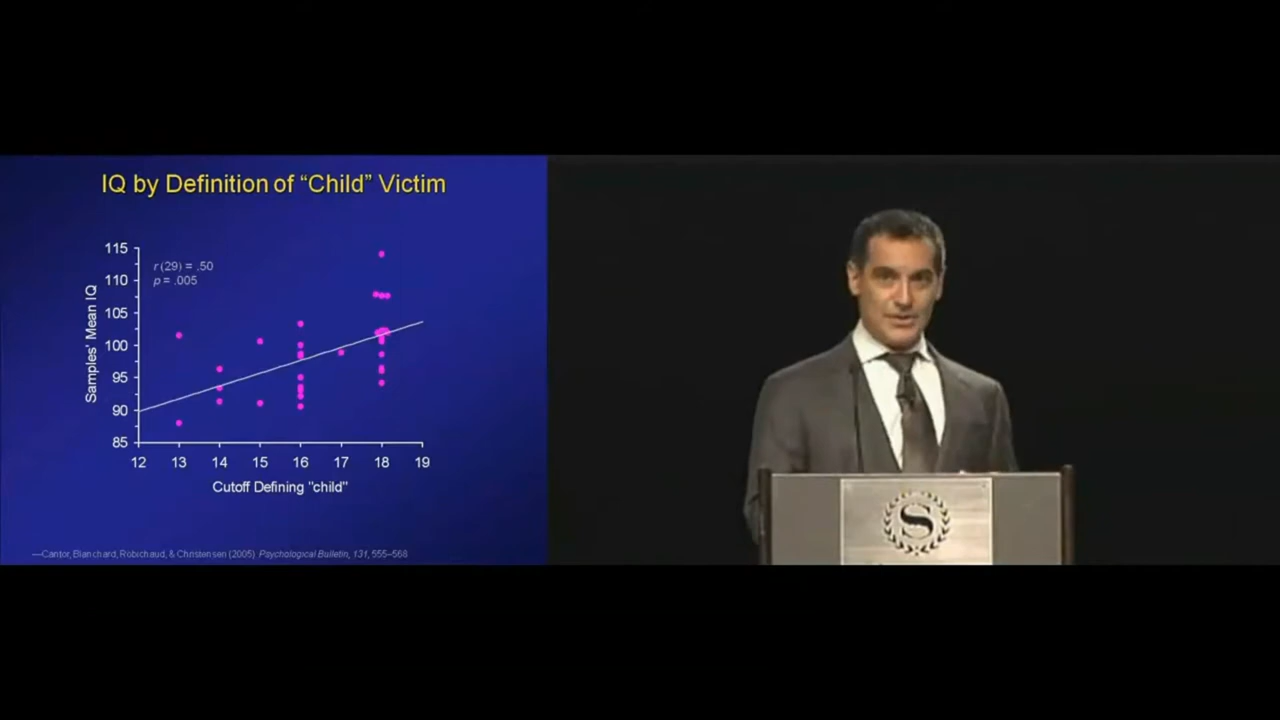 IQ by Definition of “Child” Victim
115
r (29) = .50
110
p = .005
105
100
95
90
85
Samples' Mean IQ
12 13 14 15 16 17 18 19
Cutoff Defining "child"
—Cantor, Blanchard, Robichaud, & Christensen (2005) Psychological Bulletin, 131, 555–568
S